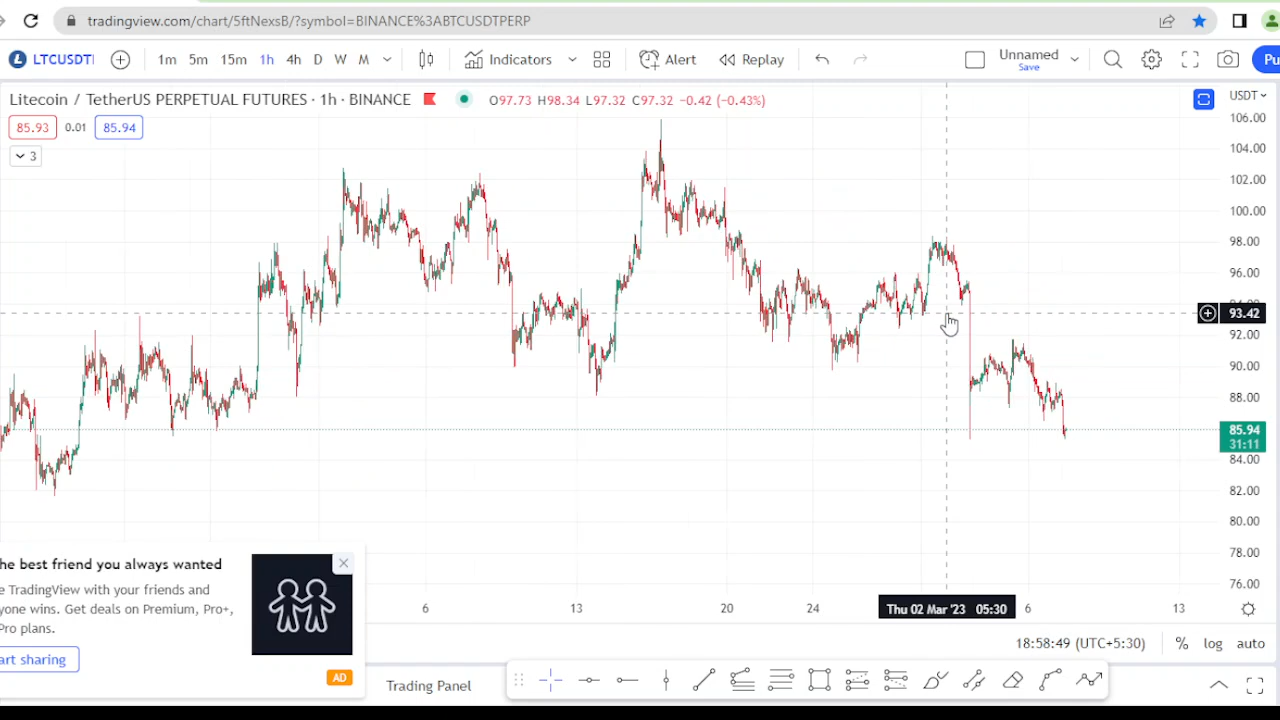 tradingview.com/chart/5ftNexsB/?symbol=BINANCE%3ABTCUSDTPERP
LTCUSDT 1m 5m 15m 1h 4h D W M Indicators Alert Replay Unnamed Save
Litecoin / TetherUS PERPETUAL FUTURES · 1h · BINANCE O97.73 H98.34 L97.32 C97.32 −0.42 (−0.43%) USDT
85.93 0.01 85.94
3
106.00
104.00
102.00
100.00
98.00
96.00
94.00
93.42
92.00
90.00
88.00
85.94
31:11
84.00
82.00
80.00
78.00
76.00
he best friend you always wanted
e TradingView with your friends and
yone wins. Get deals on Premium, Pro+,
Pro plans.
art sharing
AD
6 13 20 24 Thu 02 Mar '23 05:30 6 13
18:58:49 (UTC+5:30) % log auto
Trading Panel